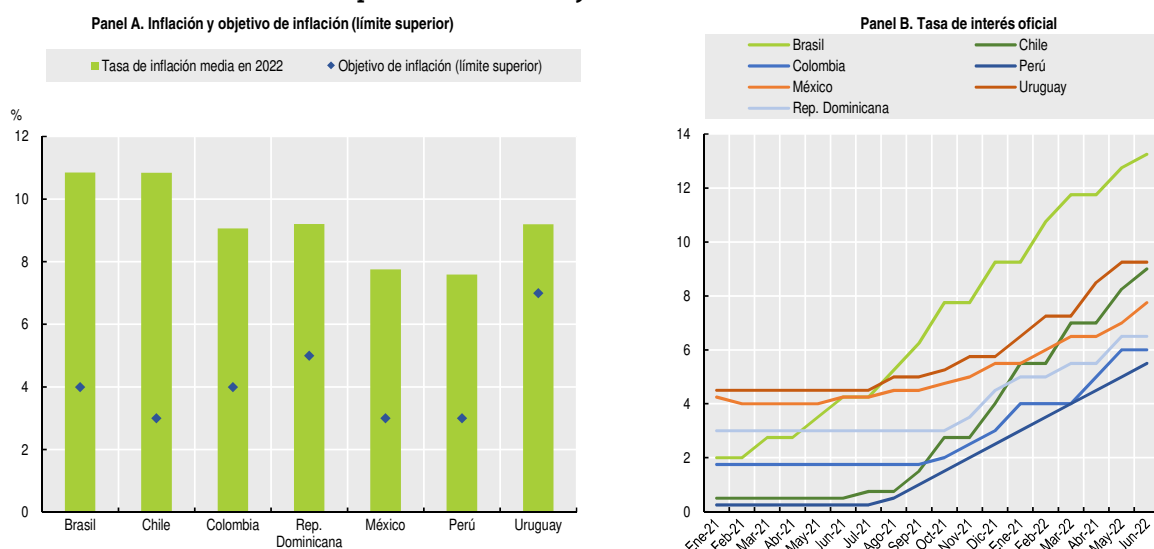 Panel A. Inflación y objetivo de inflación (límite superior)
Tasa de inflación media en 2022
Objetivo de inflación (límite superior)
%
12
10
8
6
4
2
0
Brasil
Chile
Colombia
Rep.
Dominicana
México
Perú
Uruguay
Panel B. Tasa de interés oficial
Brasil
Chile
Colombia
Perú
México
Uruguay
Rep. Dominicana
14
12
10
8
6
4
2
0
Ene-21
Feb-21
Mar-21
Abr-21
May-21
Jun-21
Jul-21
Ago-21
Sep-21
Oct-21
Nov-21
Dic-21
Ene-21
Feb-22
Mar-22
Abr-21
May-22
Jun-22